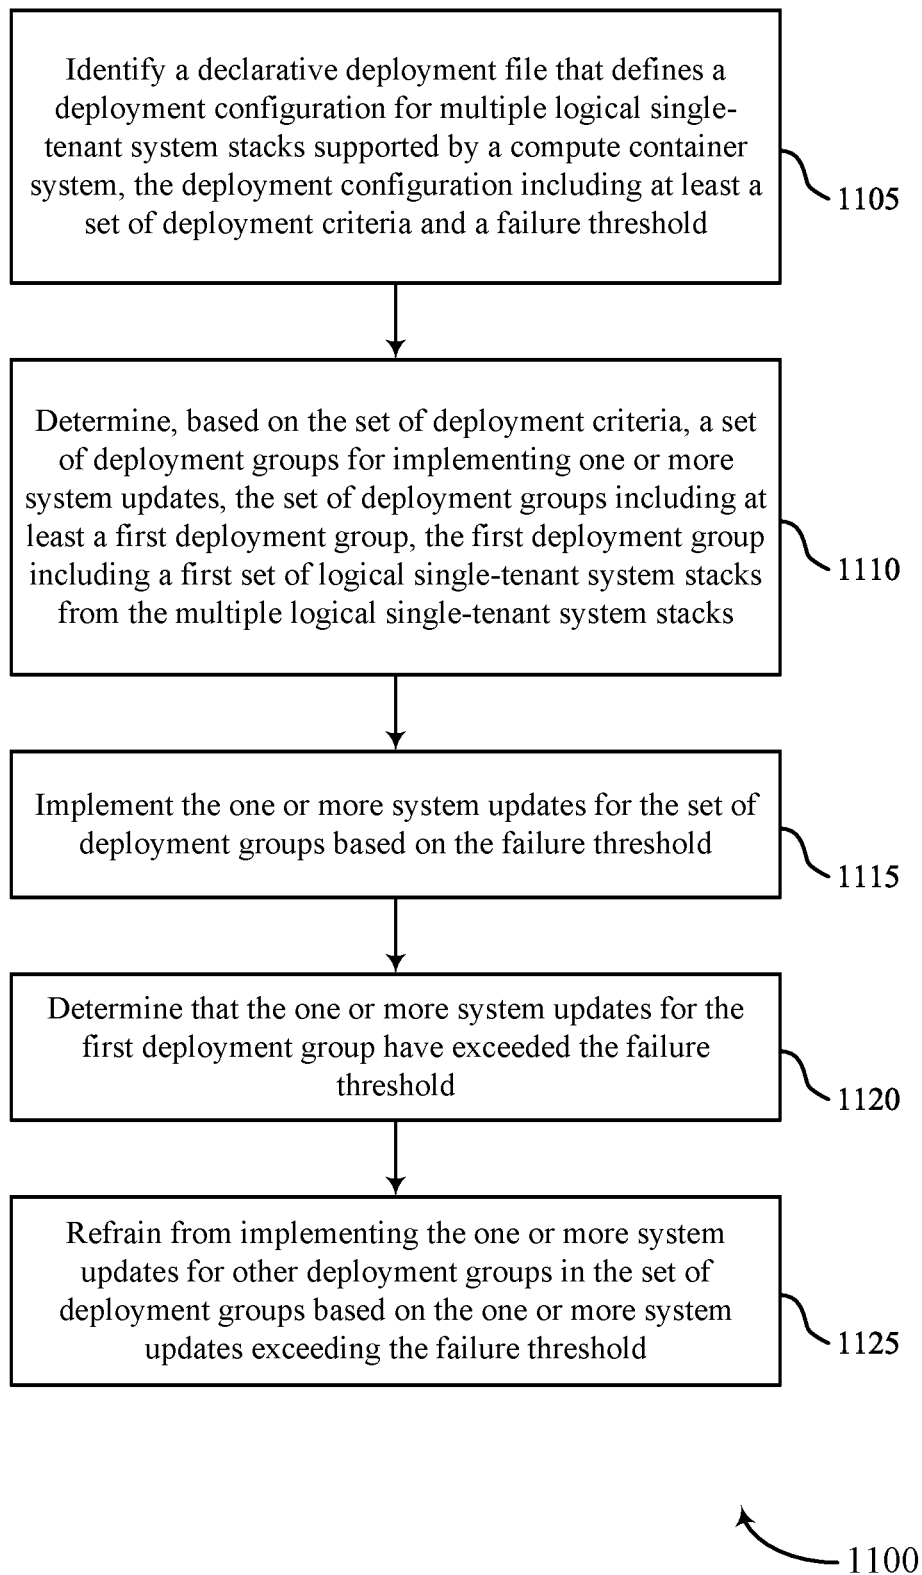 Identify a declarative deployment file that defines a
deployment configuration for multiple logical single-
tenant system stacks supported by a compute container
system, the deployment configuration including at least a
set of deployment criteria and a failure threshold
1105
Determine, based on the set of deployment criteria, a set
of deployment groups for implementing one or more
system updates, the set of deployment groups including at
least a first deployment group, the first deployment group
including a first set of logical single-tenant system stacks
from the multiple logical single-tenant system stacks
1110
Implement the one or more system updates for the set of
deployment groups based on the failure threshold
1115
Determine that the one or more system updates for the
first deployment group have exceeded the failure
threshold
1120
Refrain from implementing the one or more system
updates for other deployment groups in the set of
deployment groups based on the one or more system
updates exceeding the failure threshold
1125
1100